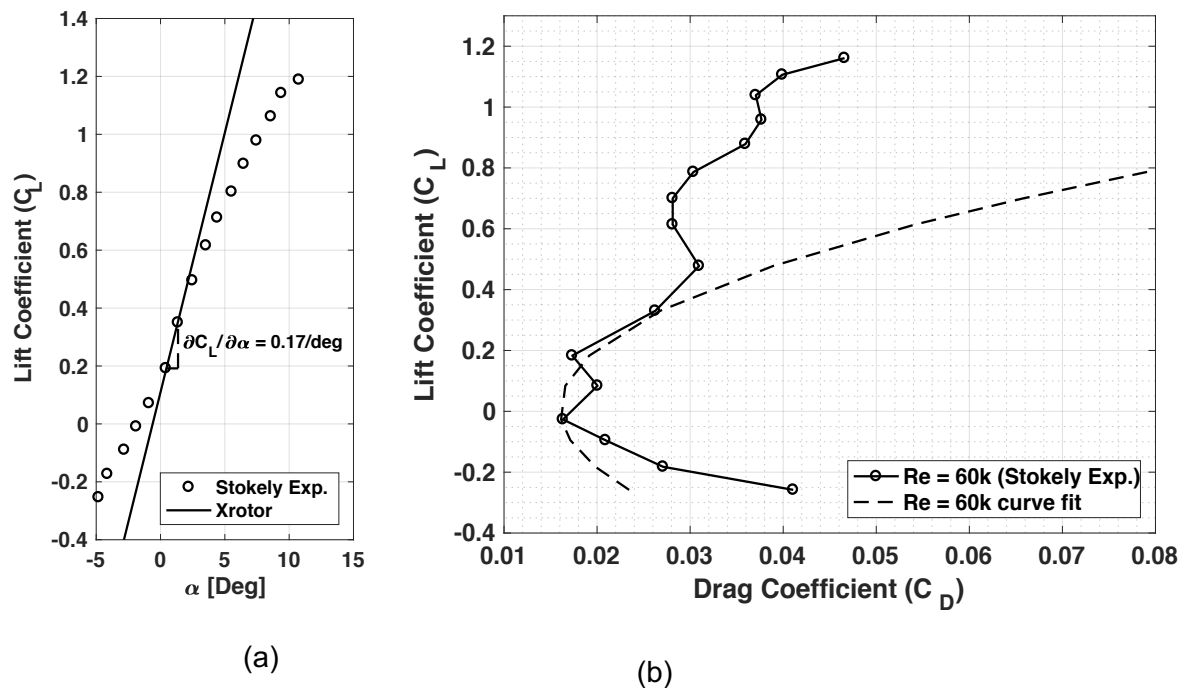 1.4
1.2
1
0.8
0.6
0.4
0.2
0
-0.2
-0.4
-5
0
5
10
15
Lift Coefficient (C_L)
α [Deg]
∂C_L/∂α = 0.17/deg
Stokely Exp.
Xrotor
(a)
1.2
1
0.8
0.6
0.4
0.2
0
-0.2
-0.4
0.01
0.02
0.03
0.04
0.05
0.06
0.07
0.08
Lift Coefficient (C_L)
Drag Coefficient (C_D)
Re = 60k (Stokely Exp.)
Re = 60k curve fit
(b)